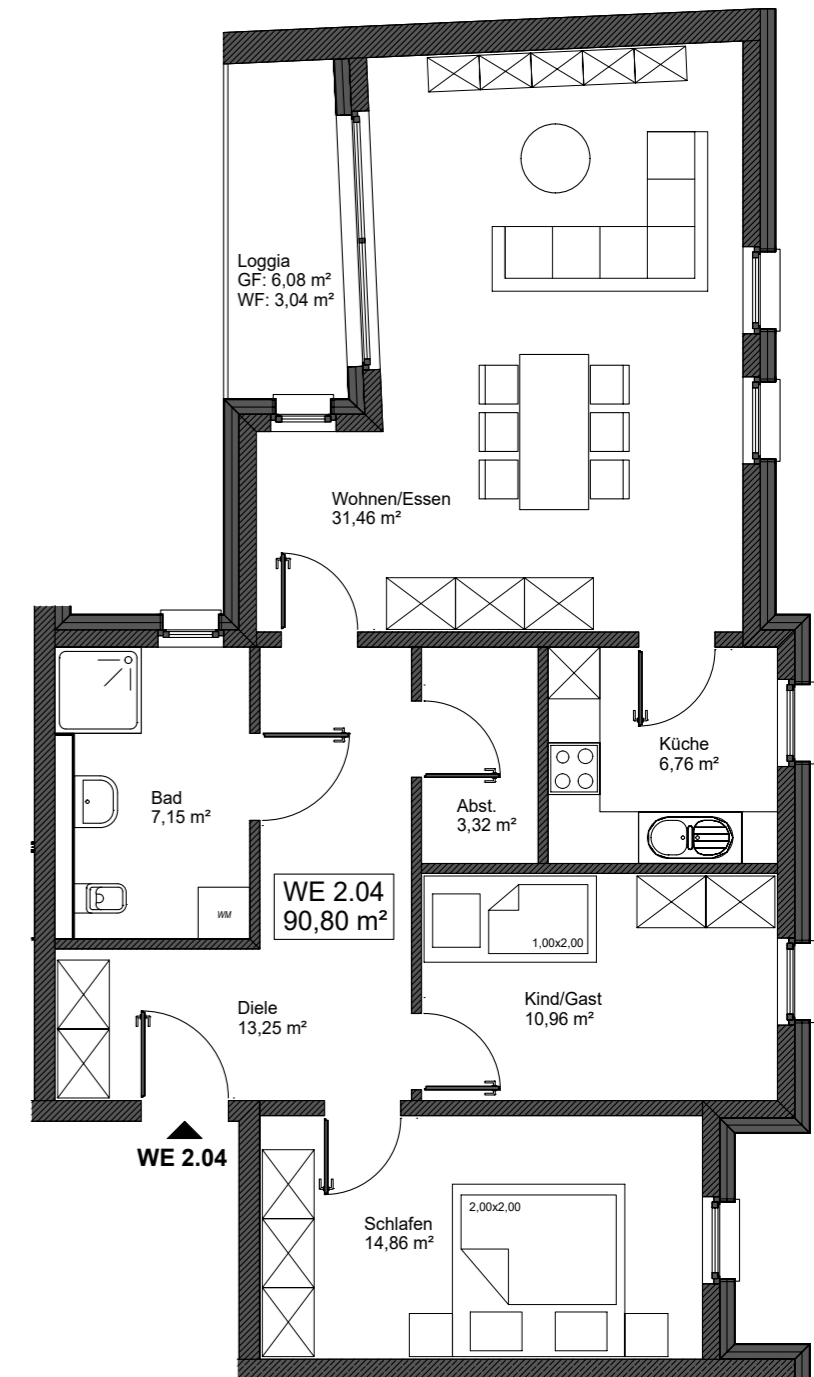 Loggia
GF: 6,08 m²
WF: 3,04 m²
Wohnen/Essen
31,46 m²
Küche
6,76 m²
Bad
7,15 m²
Abst.
3,32 m²
WE 2.04
90,80 m²
WM
1,00x2,00
Kind/Gast
10,96 m²
Diele
13,25 m²
WE 2.04
2,00x2,00
Schlafen
14,86 m²